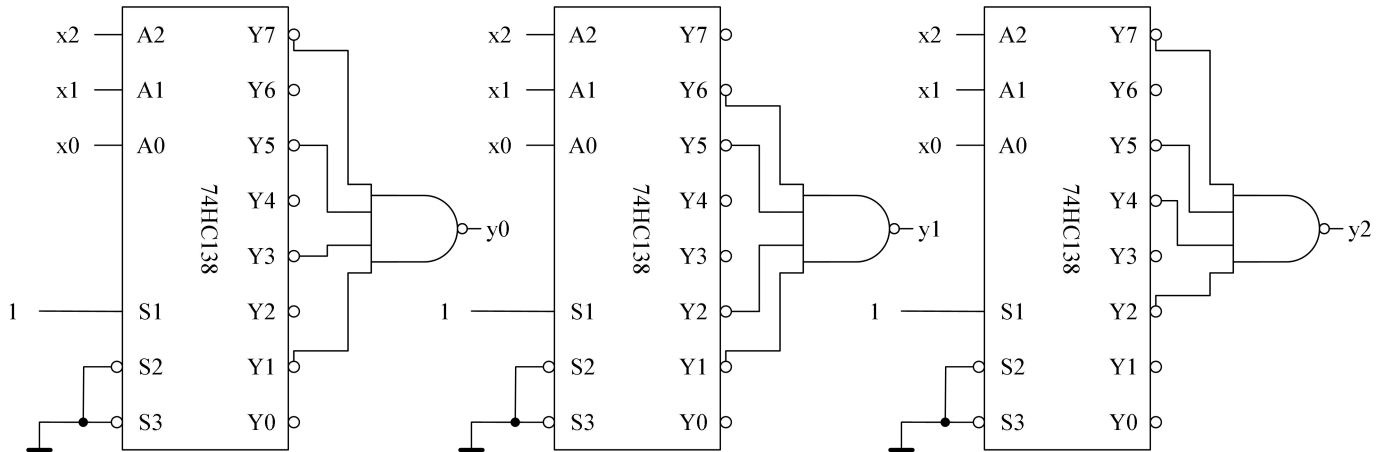 x2 A2 Y7 x2 A2 Y7 x2 A2 Y7
x1 A1 Y6 x1 A1 Y6 x1 A1 Y6
x0 A0 Y5 x0 A0 Y5 x0 A0 Y5
74HC138 Y4 74HC138 Y4 74HC138 Y4
y0 y1 y2
Y3 Y3 Y3
1 S1 Y2 1 S1 Y2 1 S1 Y2
S2 Y1 S2 Y1 S2 Y1
S3 Y0 S3 Y0 S3 Y0